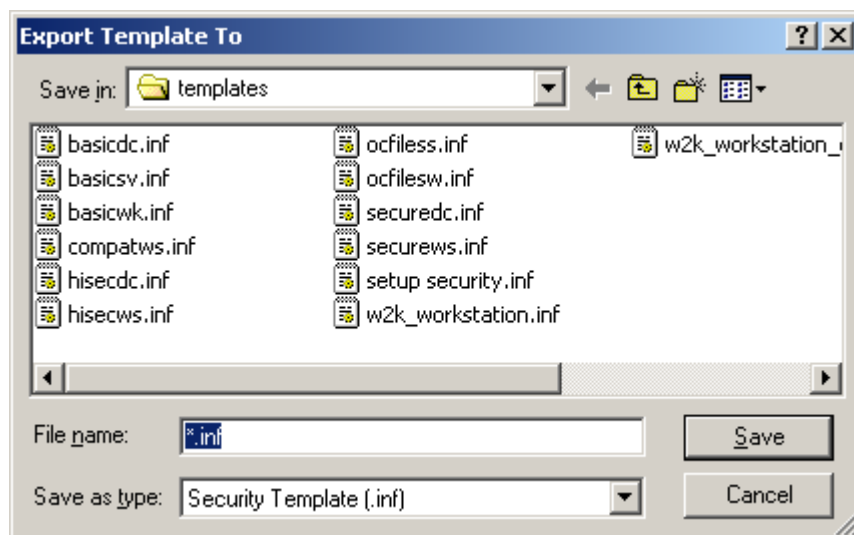 Export Template To
Save in: templates
basicdc.inf
basicsv.inf
basicwk.inf
compatws.inf
hisecdc.inf
hisecws.inf
ocfiless.inf
ocfilesw.inf
securedc.inf
securews.inf
setup security.inf
w2k_workstation.inf
w2k_workstation_
File name: *.inf
Save
Save as type: Security Template (.inf)
Cancel